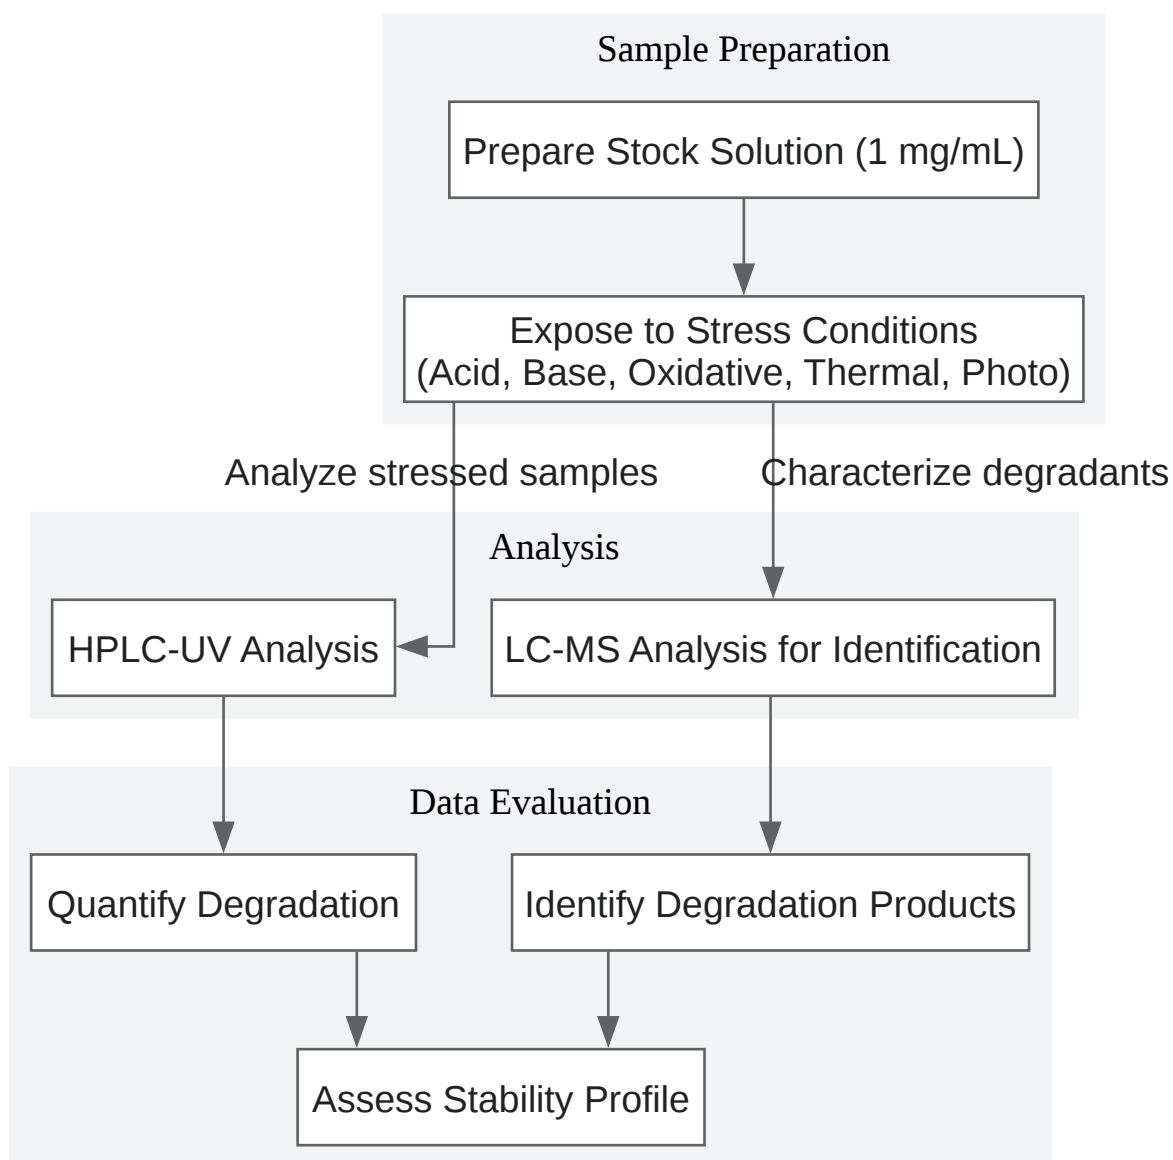 Sample Preparation
Prepare Stock Solution (1 mg/mL)
Expose to Stress Conditions
(Acid, Base, Oxidative, Thermal, Photo)
Analyze stressed samples
Characterize degradants
Analysis
HPLC-UV Analysis
LC-MS Analysis for Identification
Data Evaluation
Quantify Degradation
Identify Degradation Products
Assess Stability Profile